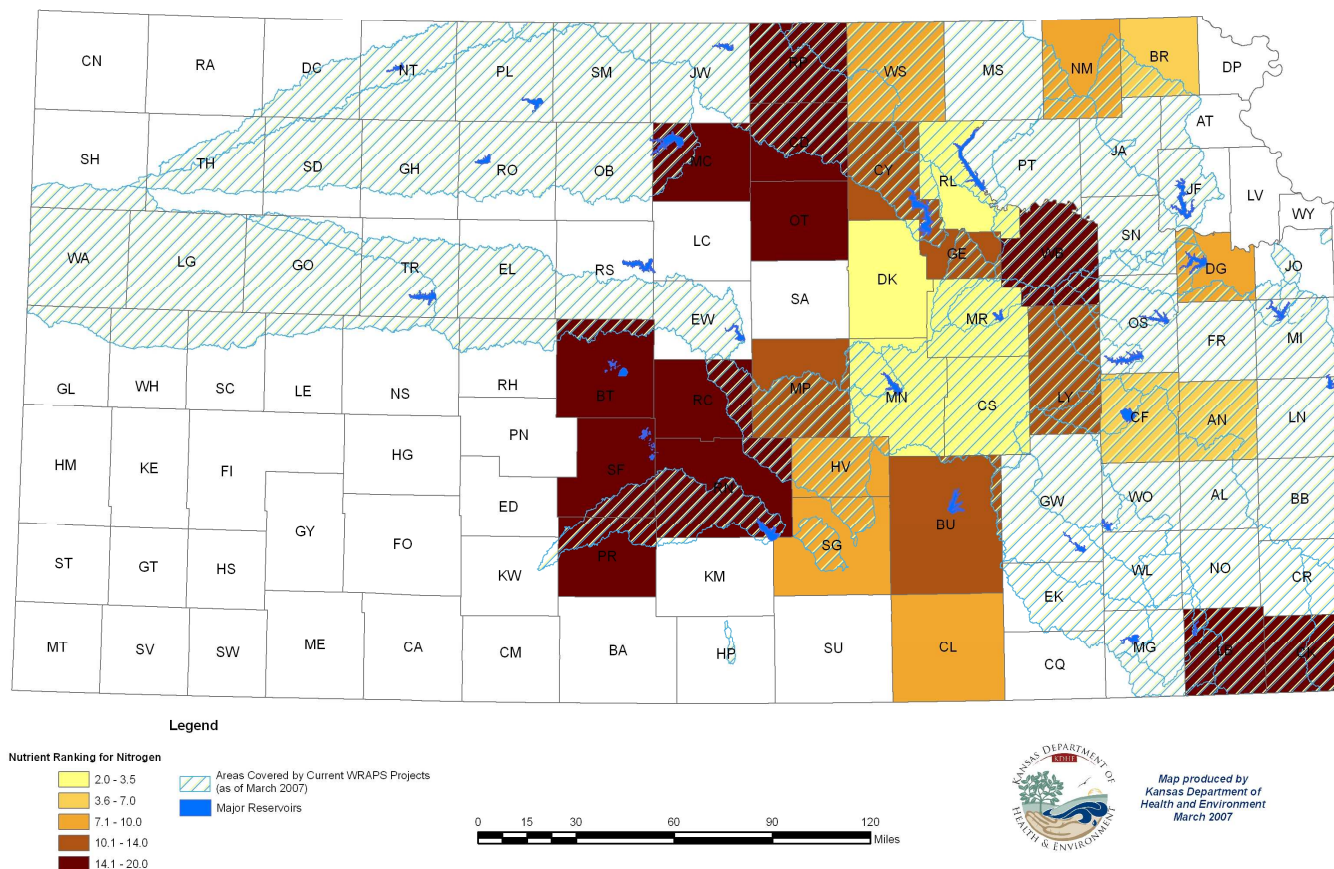 CN
RA
DC
NT
PL
SM
JW
RP
WS
MS
NM
BR
DP
SH
TH
SD
GH
RO
OB
MC
CD
CY
RL
PT
JA
AT
JF
LV
WY
WA
LG
GO
TR
EL
RS
LC
OT
EW
SA
DK
GE
WB
SN
DG
JO
MR
OS
FR
MI
GL
WH
SC
LE
NS
RH
BT
RC
MP
MN
CS
LY
CF
AN
LN
HM
KE
FI
HG
PN
SF
RN
HV
BU
GW
WO
AL
BB
ED
GY
FO
ST
GT
HS
KW
PR
KM
SG
EK
WL
NO
CR
MT
SV
SW
ME
CA
CM
BA
HP
SU
CL
CQ
MG
LB
CK
Legend
Nutrient Ranking for Nitrogen
2.0 - 3.5
3.6 - 7.0
7.1 - 10.0
10.1 - 14.0
14.1 - 20.0
Areas Covered by Current WRAPS Projects
(as of March 2007)
Major Reservoirs
0 15 30 60 90 120
Miles
KANSAS DEPARTMENT OF
KDHE
HEALTH & ENVIRONMENT
Map produced by
Kansas Department of
Health and Environment
March 2007